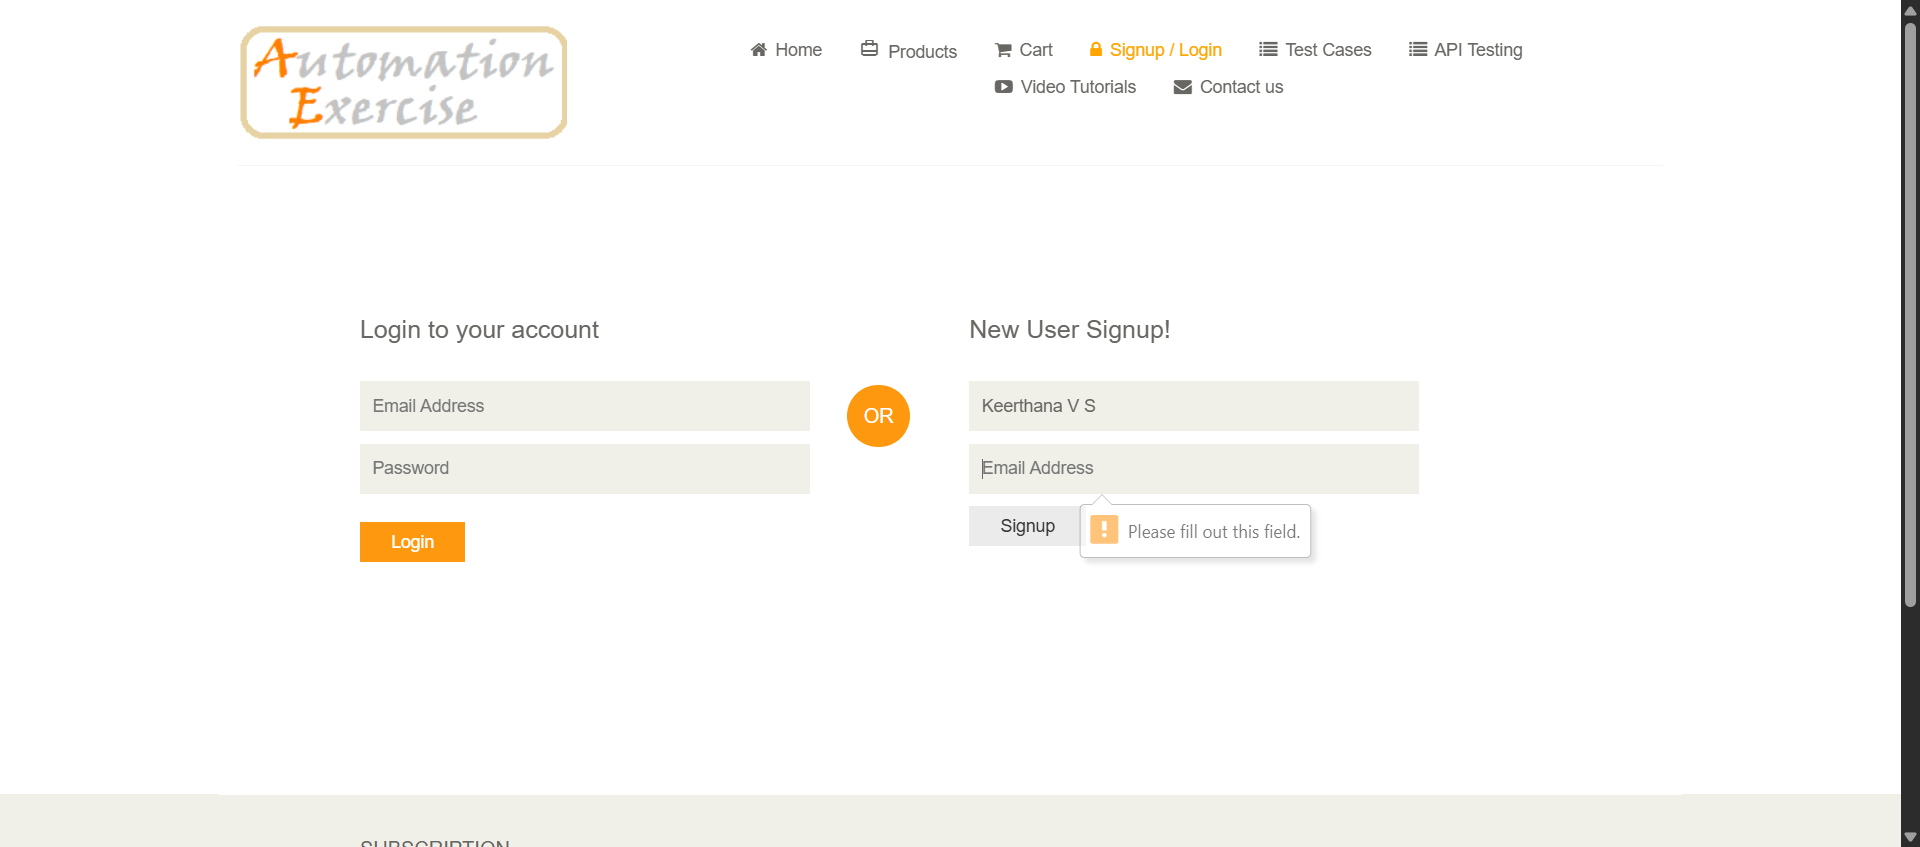 Automation
Exercise
Home
Products
Cart
Signup / Login
Test Cases
API Testing
Video Tutorials
Contact us
Login to your account
Email Address
Password
Login
OR
New User Signup!
Keerthana V S
Email Address
Signup
Please fill out this field.
SUBSCRIPTION